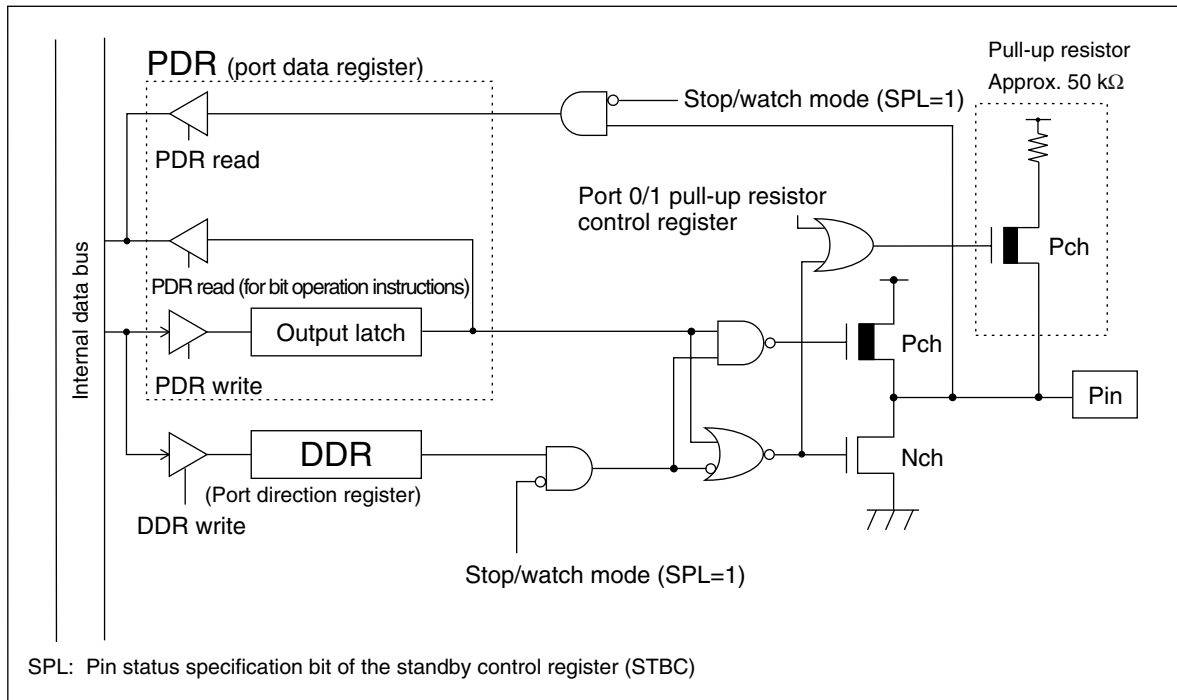 PDR (port data register)
Pull-up resistor
Approx. 50 kΩ
Stop/watch mode (SPL=1)
PDR read
Port 0/1 pull-up resistor
control register
Pch
Internal data bus
PDR read (for bit operation instructions)
Output latch
Pch
PDR write
Pin
DDR
Nch
(Port direction register)
DDR write
Stop/watch mode (SPL=1)
SPL: Pin status specification bit of the standby control register (STBC)